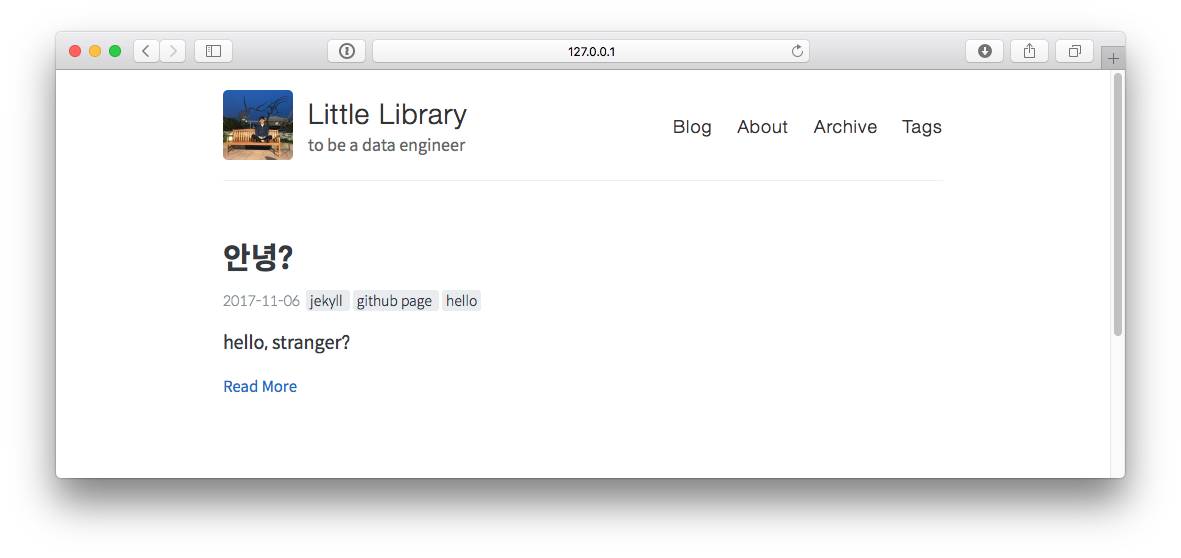 127.0.0.1
Little Library
to be a data engineer
Blog About Archive Tags
안녕?
2017-11-06 jekyll github page hello
hello, stranger?
Read More